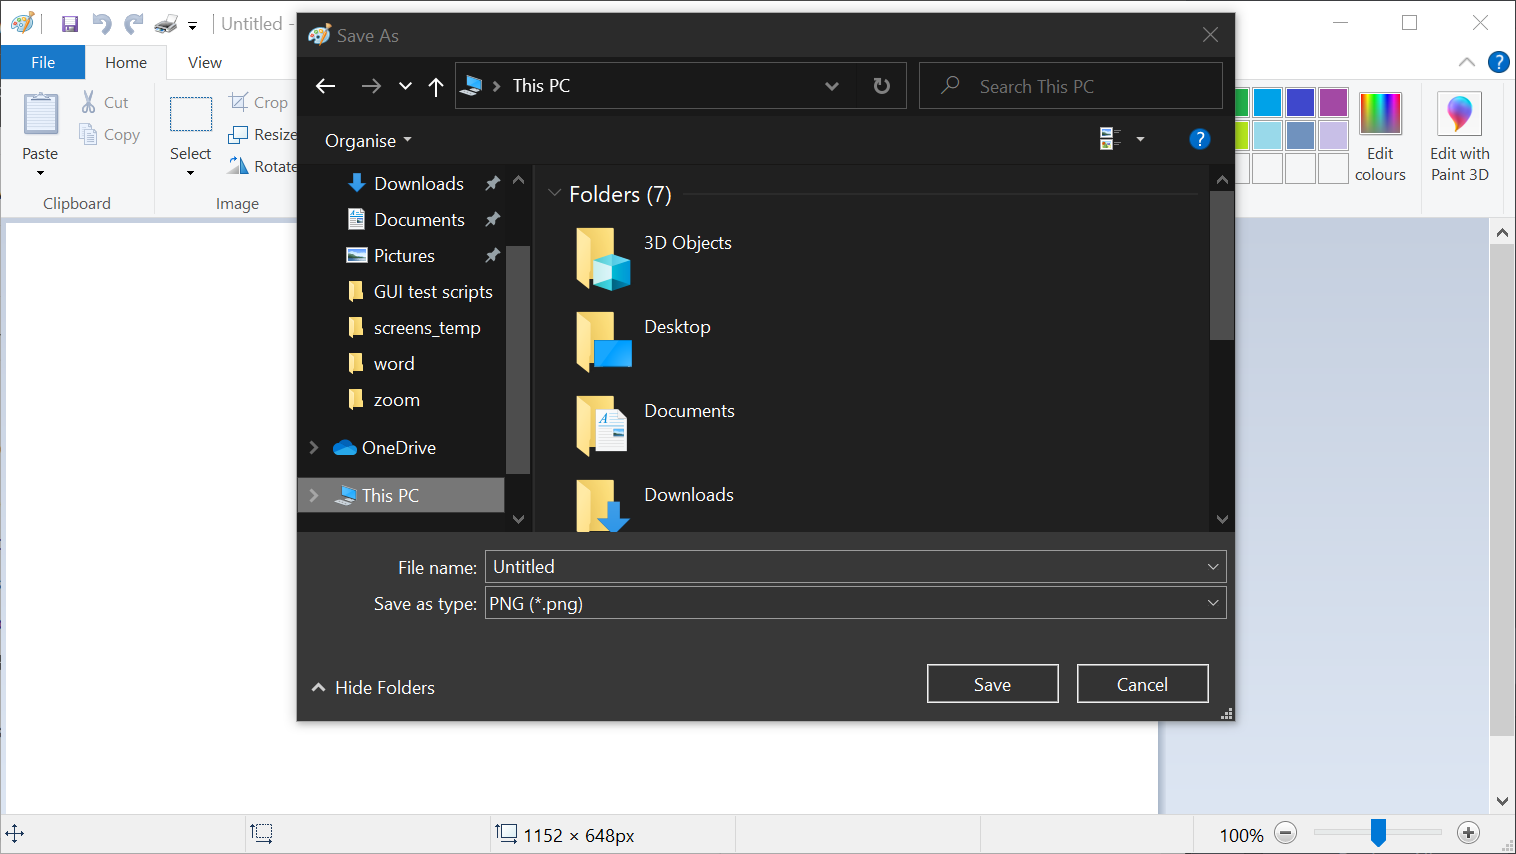 Untitled -
Save As
File
Home
View
This PC
Search This PC
Cut
Copy
Paste
Clipboard
Crop
Resize
Rotate
Select
Image
Edit
colours
Edit with
Paint 3D
Organise
Downloads
Documents
Pictures
GUI test scripts
screens_temp
word
zoom
OneDrive
This PC
Folders (7)
3D Objects
Desktop
Documents
Downloads
File name: Untitled
Save as type: PNG (*.png)
Hide Folders
Save
Cancel
1152 × 648px
100%